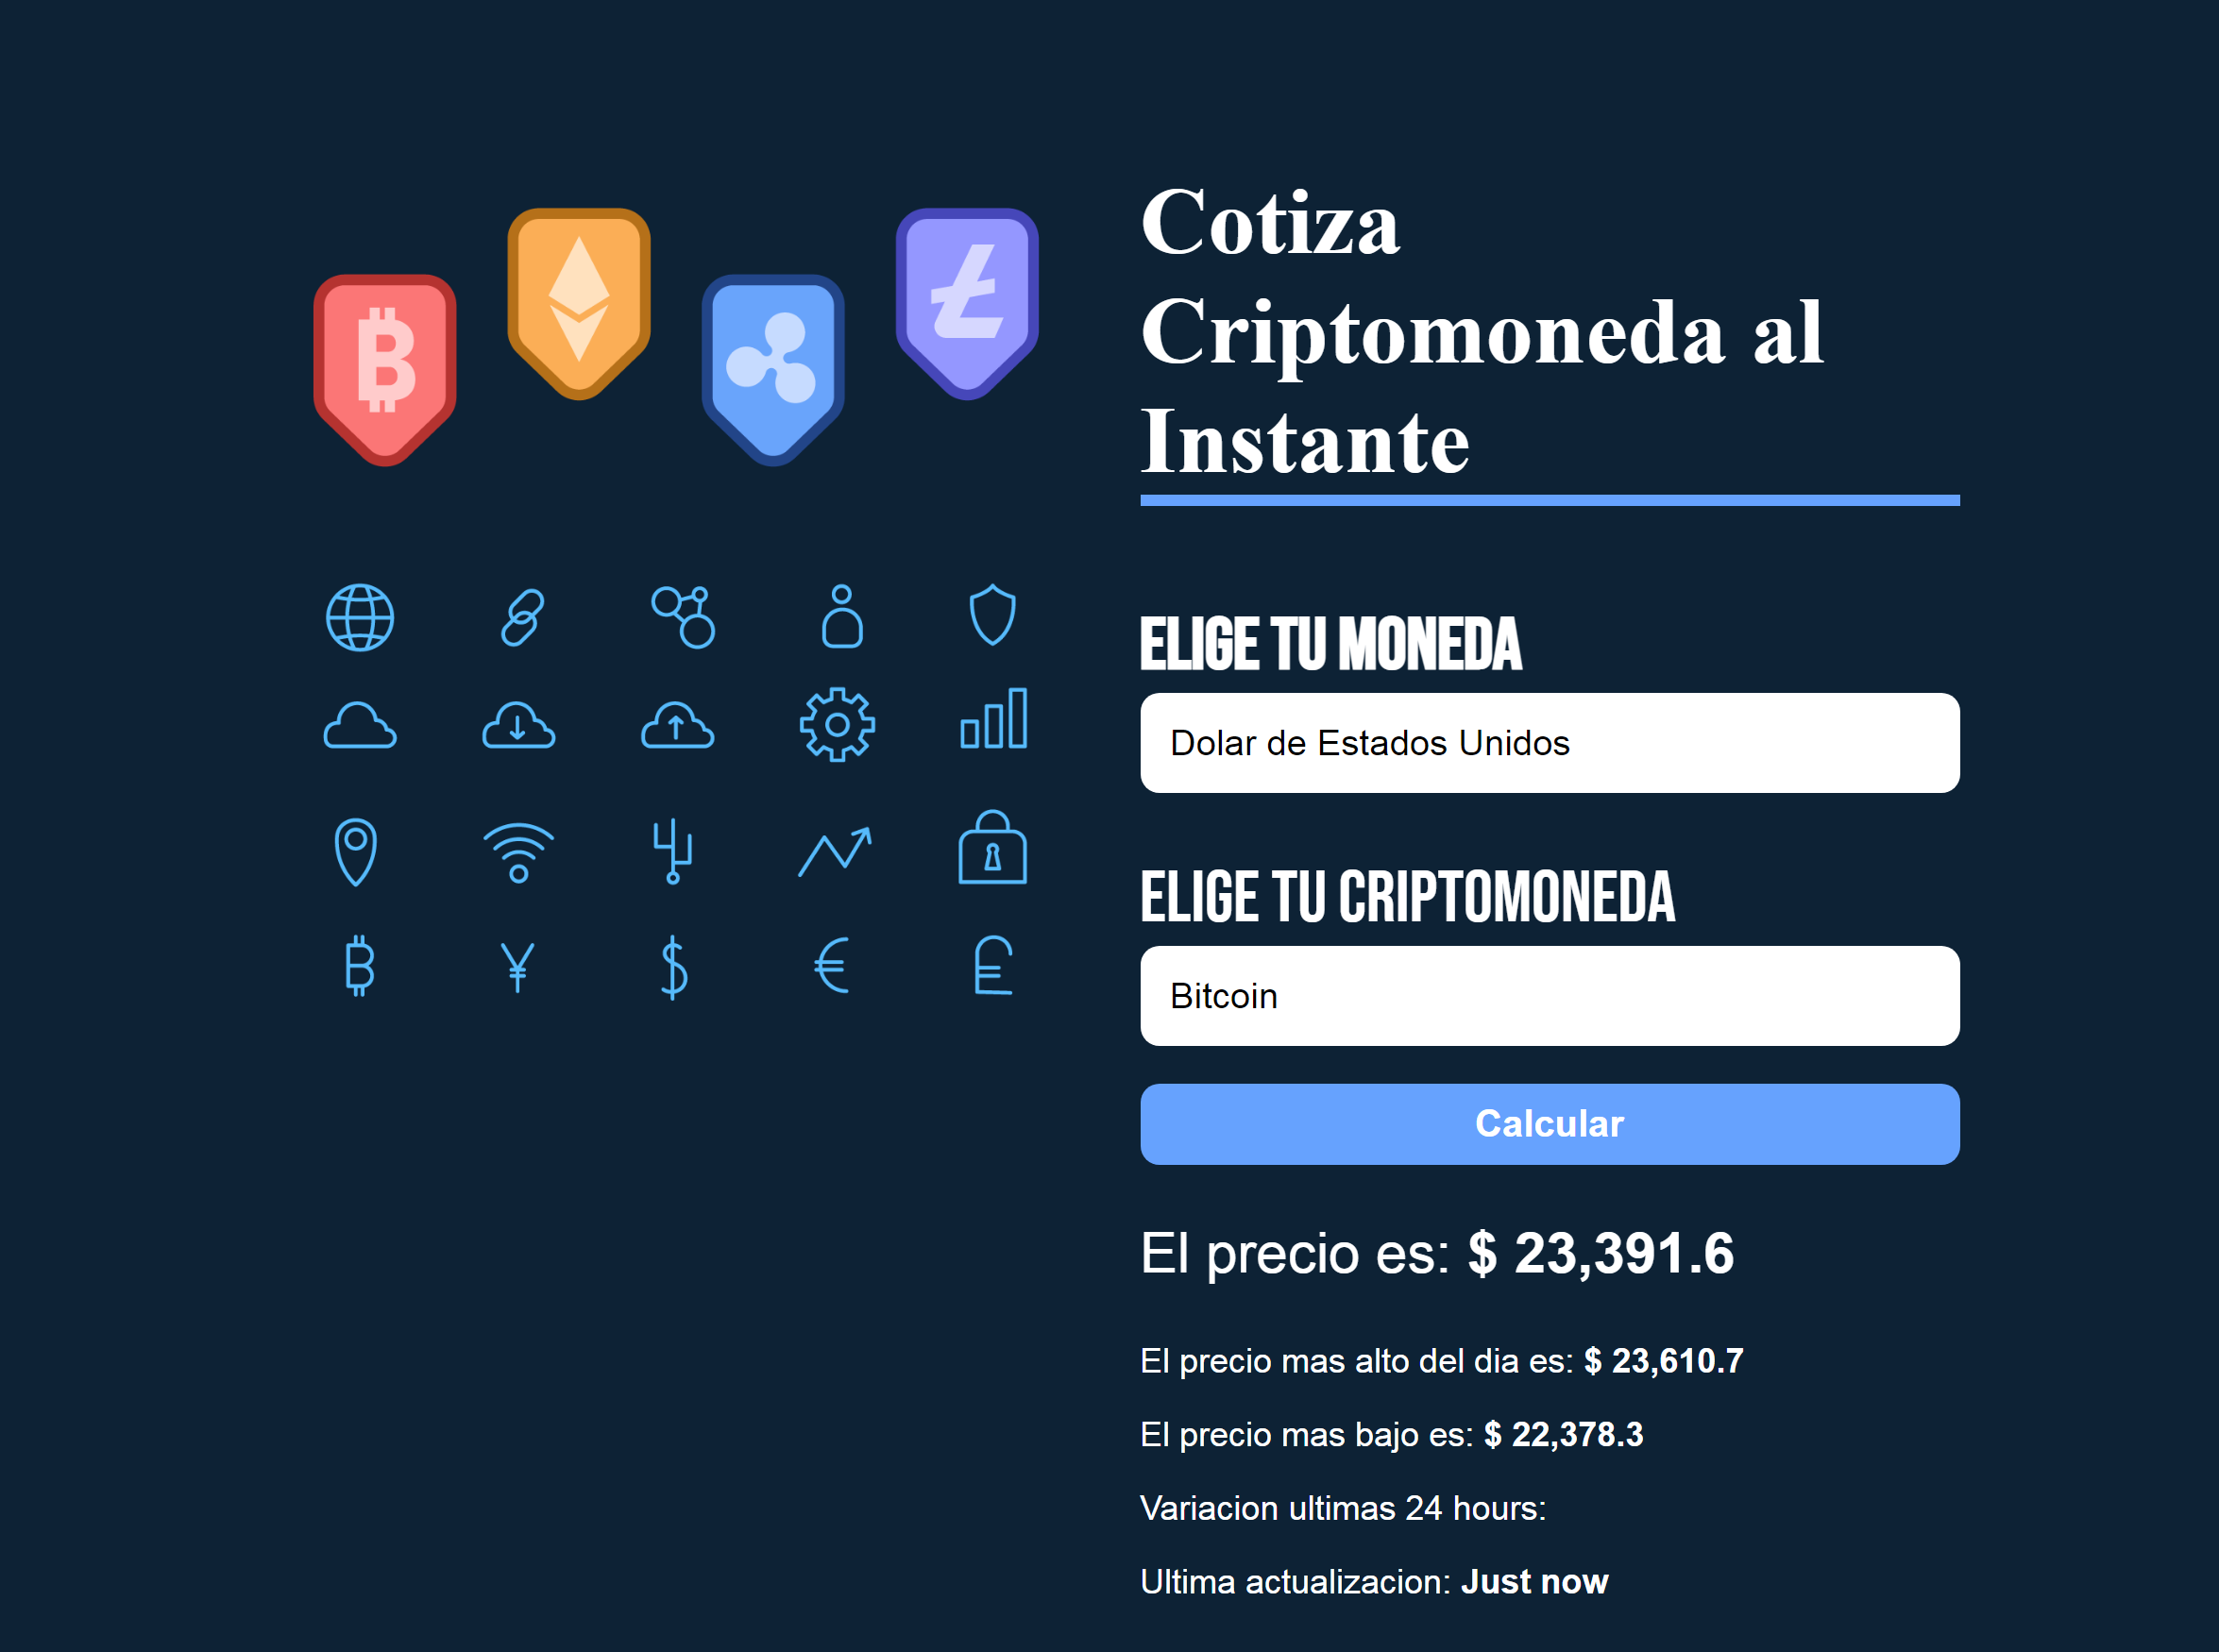 Cotiza
Criptomoneda al
Instante
ELIGE TU MONEDA
Dolar de Estados Unidos
ELIGE TU CRIPTOMONEDA
Bitcoin
Calcular
El precio es: $ 23,391.6
El precio mas alto del dia es: $ 23,610.7
El precio mas bajo es: $ 22,378.3
Variacion ultimas 24 hours:
Ultima actualizacion: Just now